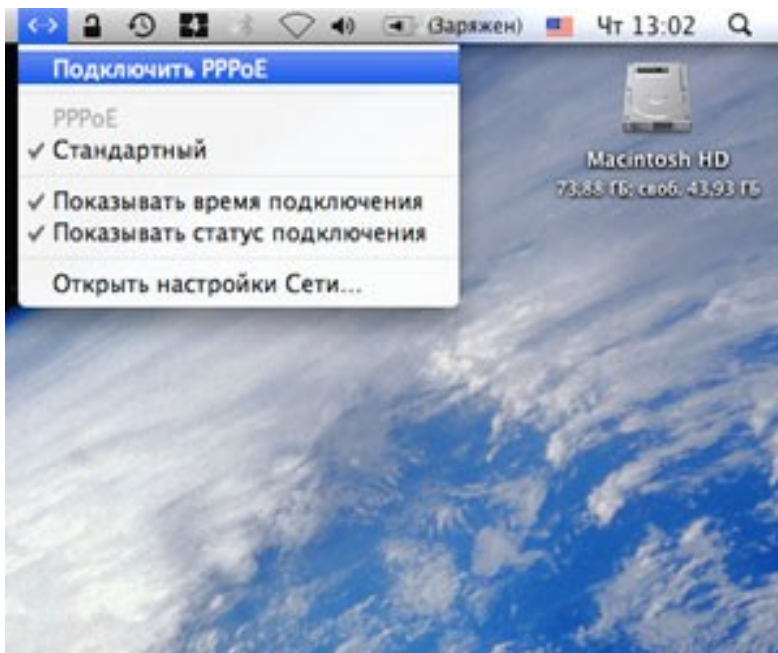 (Заряжен)
Чт 13:02
Подключить PPPoE
PPPoE
Стандартный
Показывать время подключения
Показывать статус подключения
Открыть настройки Сети...
Macintosh HD
73,88 ГБ; своб. 43,93 ГБ